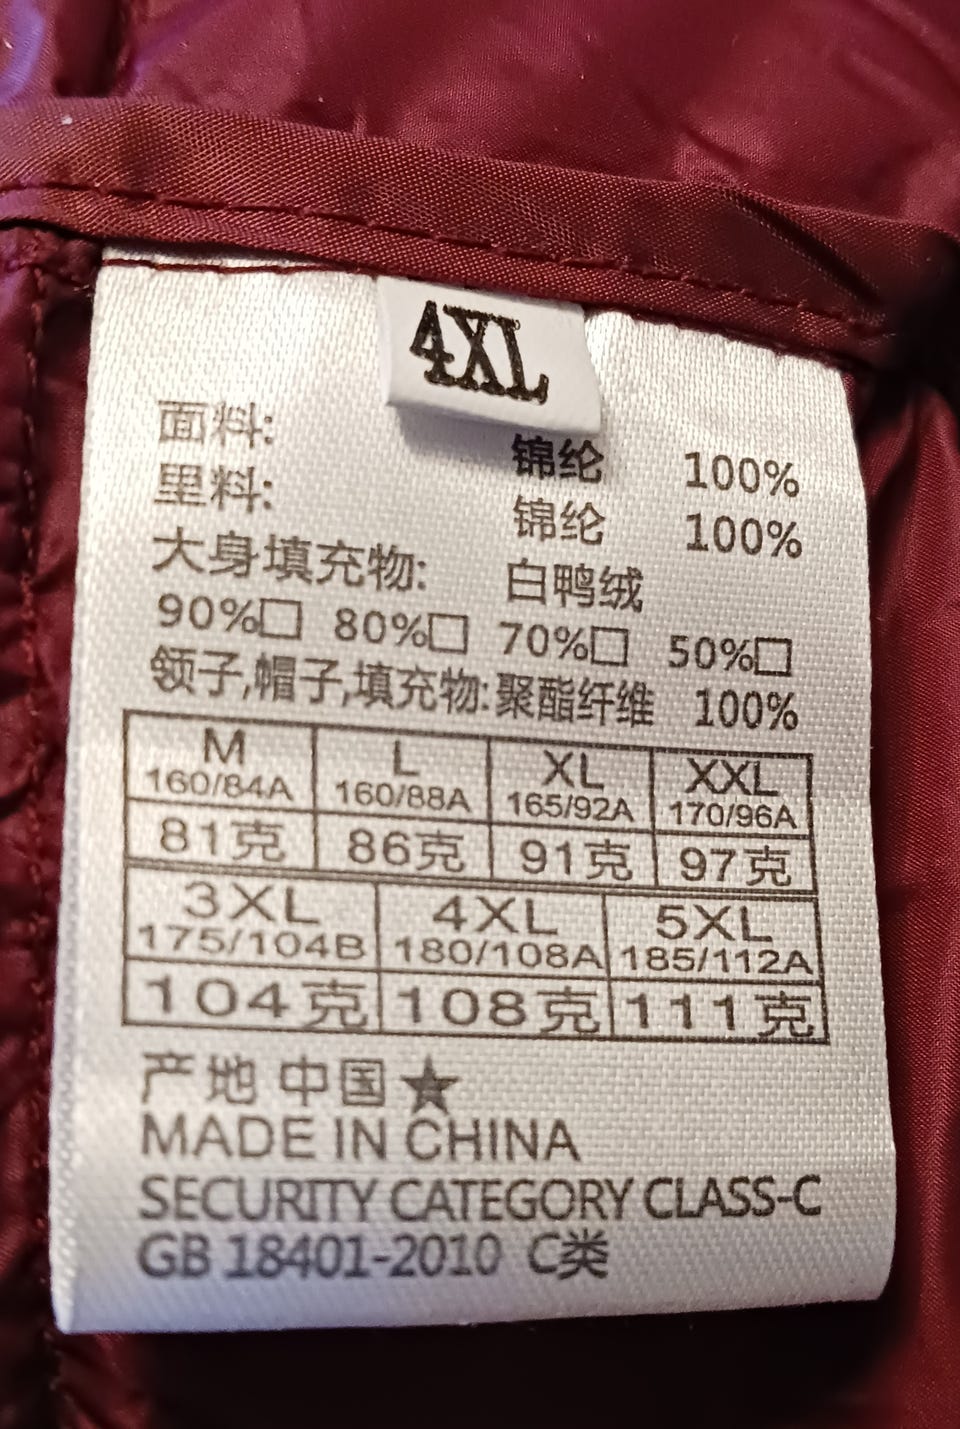 4XL
面料: 锦纶 100%
里料: 锦纶 100%
大身填充物: 白鸭绒
90%□ 80%□ 70%□ 50%□
领子,帽子,填充物:聚酯纤维 100%
M L XL XXL
160/84A 160/88A 165/92A 170/96A
81克 86克 91克 97克
3XL 4XL 5XL
175/104B 180/108A 185/112A
104克 108克 111克
产地 中国★
MADE IN CHINA
SECURITY CATEGORY CLASS-C
GB 18401-2010 C类